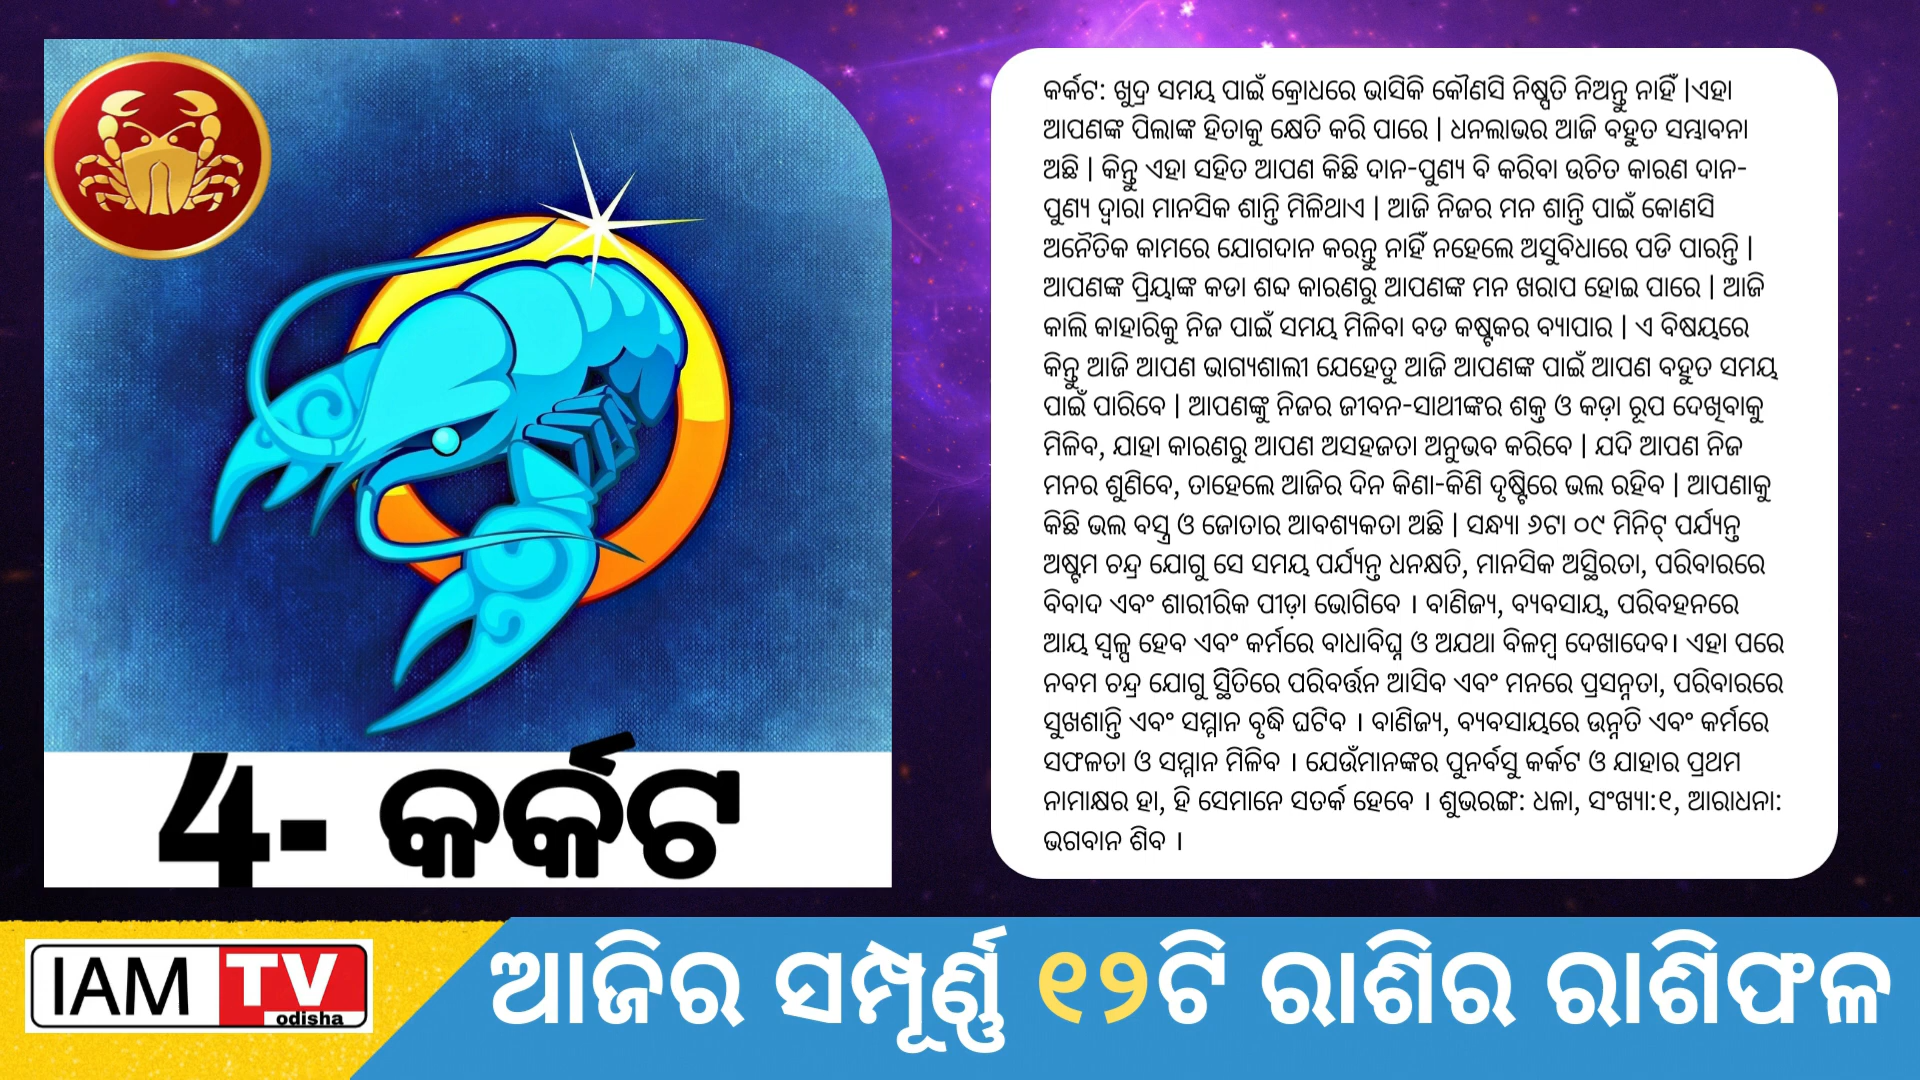 କର୍କଟ: ଖୁଦ୍ର ସମୟ ପାଇଁ କ୍ରୋଧରେ ଭାସିକି କୌଣସି ନିଷ୍ପତି ନିଅନ୍ତୁ ନାହିଁ |ଏହା
ଆପଣଙ୍କ ପିଲାଙ୍କ ହିତାକୁ କ୍ଷେତି କରି ପାରେ | ଧନଲାଭର ଆଜି ବହୁତ ସମ୍ଭାବନା
ଅଛି | କିନ୍ତୁ ଏହା ସହିତ ଆପଣ କିଛି ଦାନ-ପୁଣ୍ୟ ବି କରିବା ଉଚିତ କାରଣ ଦାନ-
ପୁଣ୍ୟ ଦ୍ୱାରା ମାନସିକ ଶାନ୍ତି ମିଳିଥାଏ | ଆଜି ନିଜର ମନ ଶାନ୍ତି ପାଇଁ କୋଣସି
ଅନୈତିକ କାମରେ ଯୋଗଦାନ କରନ୍ତୁ ନାହିଁ ନହେଲେ ଅସୁବିଧାରେ ପଡି ପାରନ୍ତି |
ଆପଣଙ୍କ ପ୍ରିୟାଙ୍କ କଡା ଶବ୍ଦ କାରଣରୁ ଆପଣଙ୍କ ମନ ଖରାପ ହୋଇ ପାରେ | ଆଜି
କାଲି କାହାରିକୁ ନିଜ ପାଇଁ ସମୟ ମିଳିବା ବଡ କଷ୍ଟକର ବ୍ୟାପାର | ଏ ବିଷୟରେ
କିନ୍ତୁ ଆଜି ଆପଣ ଭାଗ୍ୟଶାଲୀ ଯେହେତୁ ଆଜି ଆପଣଙ୍କ ପାଇଁ ଆପଣ ବହୁତ ସମୟ
ପାଇଁ ପାରିବେ | ଆପଣଙ୍କୁ ନିଜର ଜୀବନ-ସାଥୀଙ୍କର ଶକ୍ତ ଓ କଡ଼ା ରୂପ ଦେଖିବାକୁ
ମିଳିବ, ଯାହା କାରଣରୁ ଆପଣ ଅସହଜତା ଅନୁଭବ କରିବେ | ଯଦି ଆପଣ ନିଜ
ମନର ଶୁଣିବେ, ତାହେଲେ ଆଜିର ଦିନ କିଣା-କିଣି ଦୃଷ୍ଟିରେ ଭଲ ରହିବ | ଆପଣାକୁ
କିଛି ଭଲ ବସ୍ତ୍ର ଓ ଜୋତାର ଆବଶ୍ୟକତା ଅଛି | ସନ୍ଧ୍ୟା ୬ଟା ୦୯ ମିନିଟ୍ ପର୍ଯ୍ୟନ୍ତ
ଅଷ୍ଟମ ଚନ୍ଦ୍ର ଯୋଗୁ ସେ ସମୟ ପର୍ଯ୍ୟନ୍ତ ଧନକ୍ଷତି, ମାନସିକ ଅସ୍ଥିରତା, ପରିବାରରେ
ବିବାଦ ଏବଂ ଶାରୀରିକ ପୀଡ଼ା ଭୋଗିବେ । ବାଣିଜ୍ୟ, ବ୍ୟବସାୟ, ପରିବହନରେ
ଆୟ ସ୍ୱଳ୍ପ ହେବ ଏବଂ କର୍ମରେ ବାଧାବିଘ୍ନ ଓ ଅଯଥା ବିଳମ୍ବ ଦେଖାଦେବ। ଏହା ପରେ
ନବମ ଚନ୍ଦ୍ର ଯୋଗୁ ସ୍ଥିତିରେ ପରିବର୍ତ୍ତନ ଆସିବ ଏବଂ ମନରେ ପ୍ରସନ୍ନତା, ପରିବାରରେ
ସୁଖଶାନ୍ତି ଏବଂ ସମ୍ମାନ ବୃଦ୍ଧି ଘଟିବ । ବାଣିଜ୍ୟ, ବ୍ୟବସାୟରେ ଉନ୍ନତି ଏବଂ କର୍ମରେ
ସଫଳତା ଓ ସମ୍ମାନ ମିଳିବ । ଯେଉଁମାନଙ୍କର ପୁନର୍ବସୁ କର୍କଟ ଓ ଯାହାର ପ୍ରଥମ
ନାମାକ୍ଷର ହା, ହି ସେମାନେ ସତର୍କ ହେବେ । ଶୁଭରଙ୍ଗ: ଧଳା, ସଂଖ୍ୟା:୧, ଆରାଧନା:
ଭଗବାନ ଶିବ ।
4- କର୍କଟ
IAM TV
odisha
ଆଜିର ସମ୍ପୂର୍ଣ୍ଣ ୧୨ଟି ରାଶିର ରାଶିଫଳ